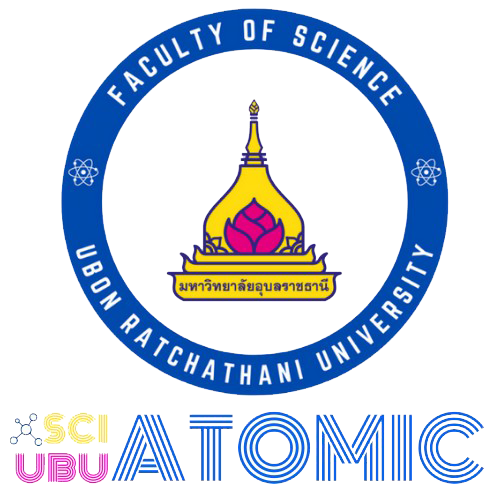 FACULTY OF SCIENCE
มหาวิทยาลัยอุบลราชธานี
UBON RATCHATHANI UNIVERSITY
SCI
UBU
ATOMIC